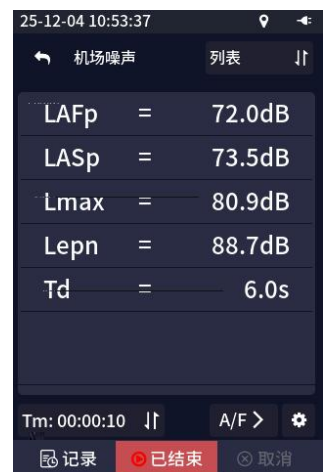 25-12-04 10:53:37
机场噪声 列表
LAFp = 72.0dB
LASp = 73.5dB
Lmax = 80.9dB
Lepn = 88.7dB
Td = 6.0s
Tm: 00:00:10 A/F >
记录 已结束 取消